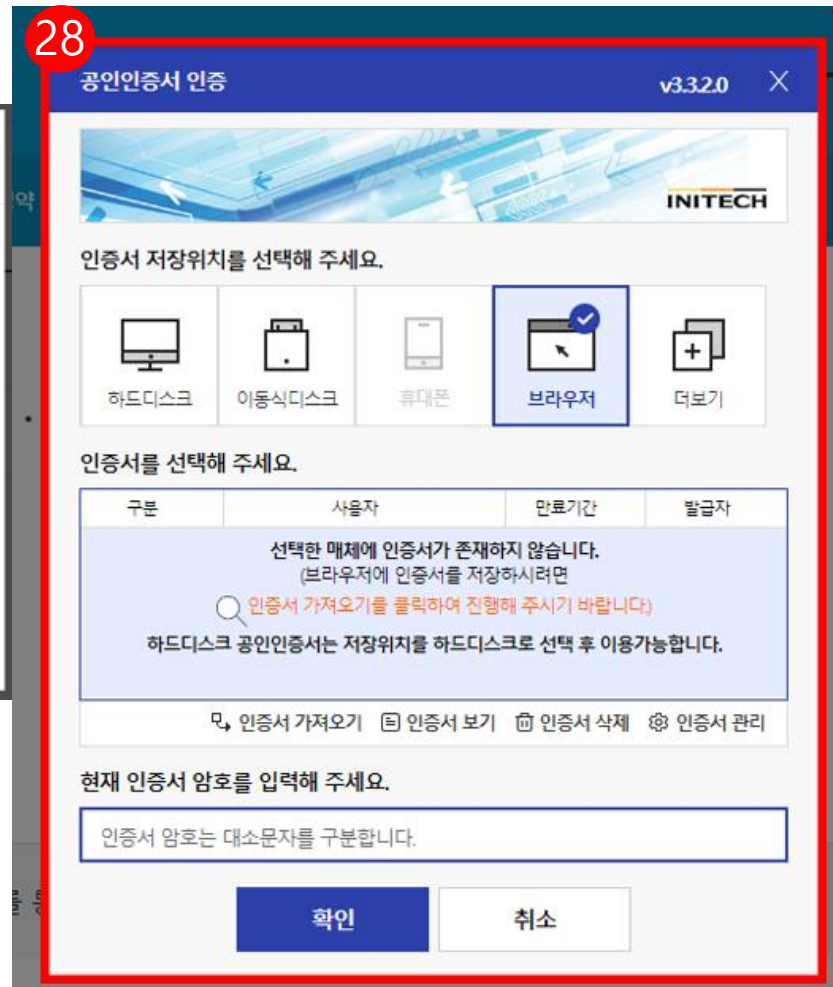 28
공인인증서 인증
v3.3.2.0
INITECH
인증서 저장위치를 선택해 주세요.
하드디스크 이동식디스크 휴대폰 브라우저 더보기
인증서를 선택해 주세요.
구분 사용자 만료기간 발급자
선택한 매체에 인증서가 존재하지 않습니다.
(브라우저에 인증서를 저장하시려면
인증서 가져오기를 클릭하여 진행해 주시기 바랍니다.)
하드디스크 공인인증서는 저장위치를 하드디스크로 선택 후 이용가능합니다.
인증서 가져오기 인증서 보기 인증서 삭제 인증서 관리
현재 인증서 암호를 입력해 주세요.
인증서 암호는 대소문자를 구분합니다.
확인 취소